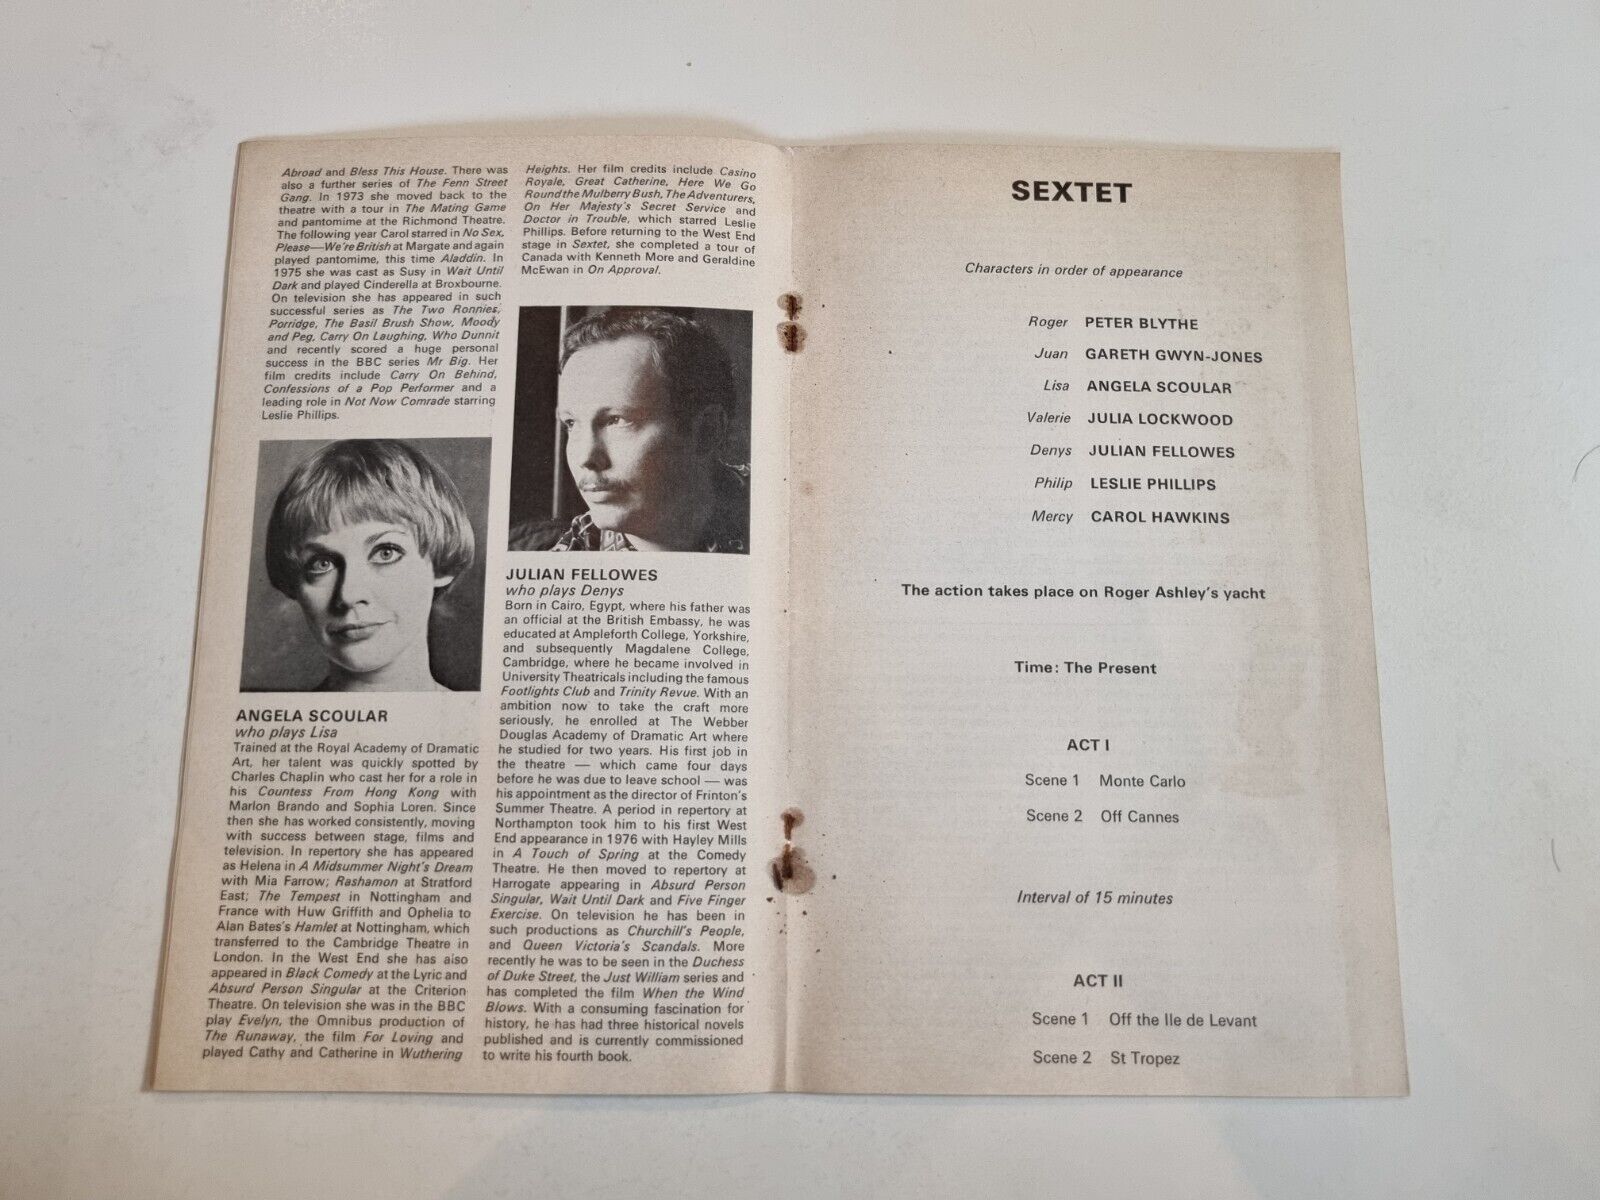 Abroad and Bless This House. There was
also a further series of The Fenn Street
Gang. In 1973 she moved back to the
theatre with a tour in The Mating Game
and pantomime at the Richmond Theatre.
The following year Carol starred in No Sex,
Please—We're British at Margate and again
played pantomime, this time Aladdin. In
1975 she was cast as Susy in Wait Until
Dark and played Cinderella at Broxbourne.
On television she has appeared in such
successful series as The Two Ronnies,
Porridge, The Basil Brush Show, Moody
and Peg, Carry On Laughing, Who Dunnit
and recently scored a huge personal
success in the BBC series Mr Big. Her
film credits include Carry On Behind,
Confessions of a Pop Performer and a
leading role in Not Now Comrade starring
Leslie Phillips.
ANGELA SCOULAR
who plays Lisa
Trained at the Royal Academy of Dramatic
Art, her talent was quickly spotted by
Charles Chaplin who cast her for a role in
his Countess From Hong Kong with
Marlon Brando and Sophia Loren. Since
then she has worked consistently, moving
with success between stage, films and
television. In repertory she has appeared
as Helena in A Midsummer Night's Dream
with Mia Farrow; Rashamon at Stratford
East; The Tempest in Nottingham and
France with Huw Griffith and Ophelia to
Alan Bates's Hamlet at Nottingham, which
transferred to the Cambridge Theatre in
London. In the West End she has also
appeared in Black Comedy at the Lyric and
Absurd Person Singular at the Criterion
Theatre. On television she was in the BBC
play Evelyn, the Omnibus production of
The Runaway, the film For Loving and
played Cathy and Catherine in Wuthering
Heights. Her film credits include Casino
Royale, Great Catherine, Here We Go
Round the Mulberry Bush, The Adventurers,
On Her Majesty's Secret Service and
Doctor in Trouble, which starred Leslie
Phillips. Before returning to the West End
stage in Sextet, she completed a tour of
Canada with Kenneth More and Geraldine
McEwan in On Approval.
JULIAN FELLOWES
who plays Denys
Born in Cairo, Egypt, where his father was
an official at the British Embassy, he was
educated at Ampleforth College, Yorkshire,
and subsequently Magdalene College,
Cambridge, where he became involved in
University Theatricals including the famous
Footlights Club and Trinity Revue. With an
ambition now to take the craft more
seriously, he enrolled at The Webber
Douglas Academy of Dramatic Art where
he studied for two years. His first job in
the theatre — which came four days
before he was due to leave school — was
his appointment as the director of Frinton's
Summer Theatre. A period in repertory at
Northampton took him to his first West
End appearance in 1976 with Hayley Mills
in A Touch of Spring at the Comedy
Theatre. He then moved to repertory at
Harrogate appearing in Absurd Person
Singular, Wait Until Dark and Five Finger
Exercise. On television he has been in
such productions as Churchill's People,
and Queen Victoria's Scandals. More
recently he was to be seen in the Duchess
of Duke Street, the Just William series and
has completed the film When the Wind
Blows. With a consuming fascination for
history, he has had three historical novels
published and is currently commissioned
to write his fourth book.
SEXTET
Characters in order of appearance
Roger PETER BLYTHE
Juan GARETH GWYN-JONES
Lisa ANGELA SCOULAR
Valerie JULIA LOCKWOOD
Denys JULIAN FELLOWES
Philip LESLIE PHILLIPS
Mercy CAROL HAWKINS
The action takes place on Roger Ashley's yacht
Time: The Present
ACT I
Scene 1 Monte Carlo
Scene 2 Off Cannes
Interval of 15 minutes
ACT II
Scene 1 Off the Ile de Levant
Scene 2 St Tropez